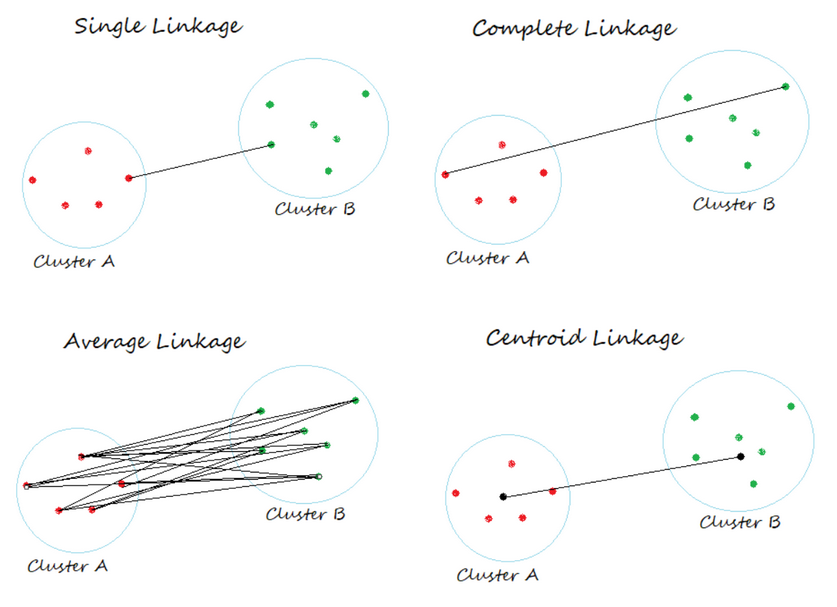 Single Linkage
Complete Linkage
Cluster B
Cluster B
Cluster A
Cluster A
Average Linkage
Centroid Linkage
Cluster B
Cluster B
Cluster A
Cluster A